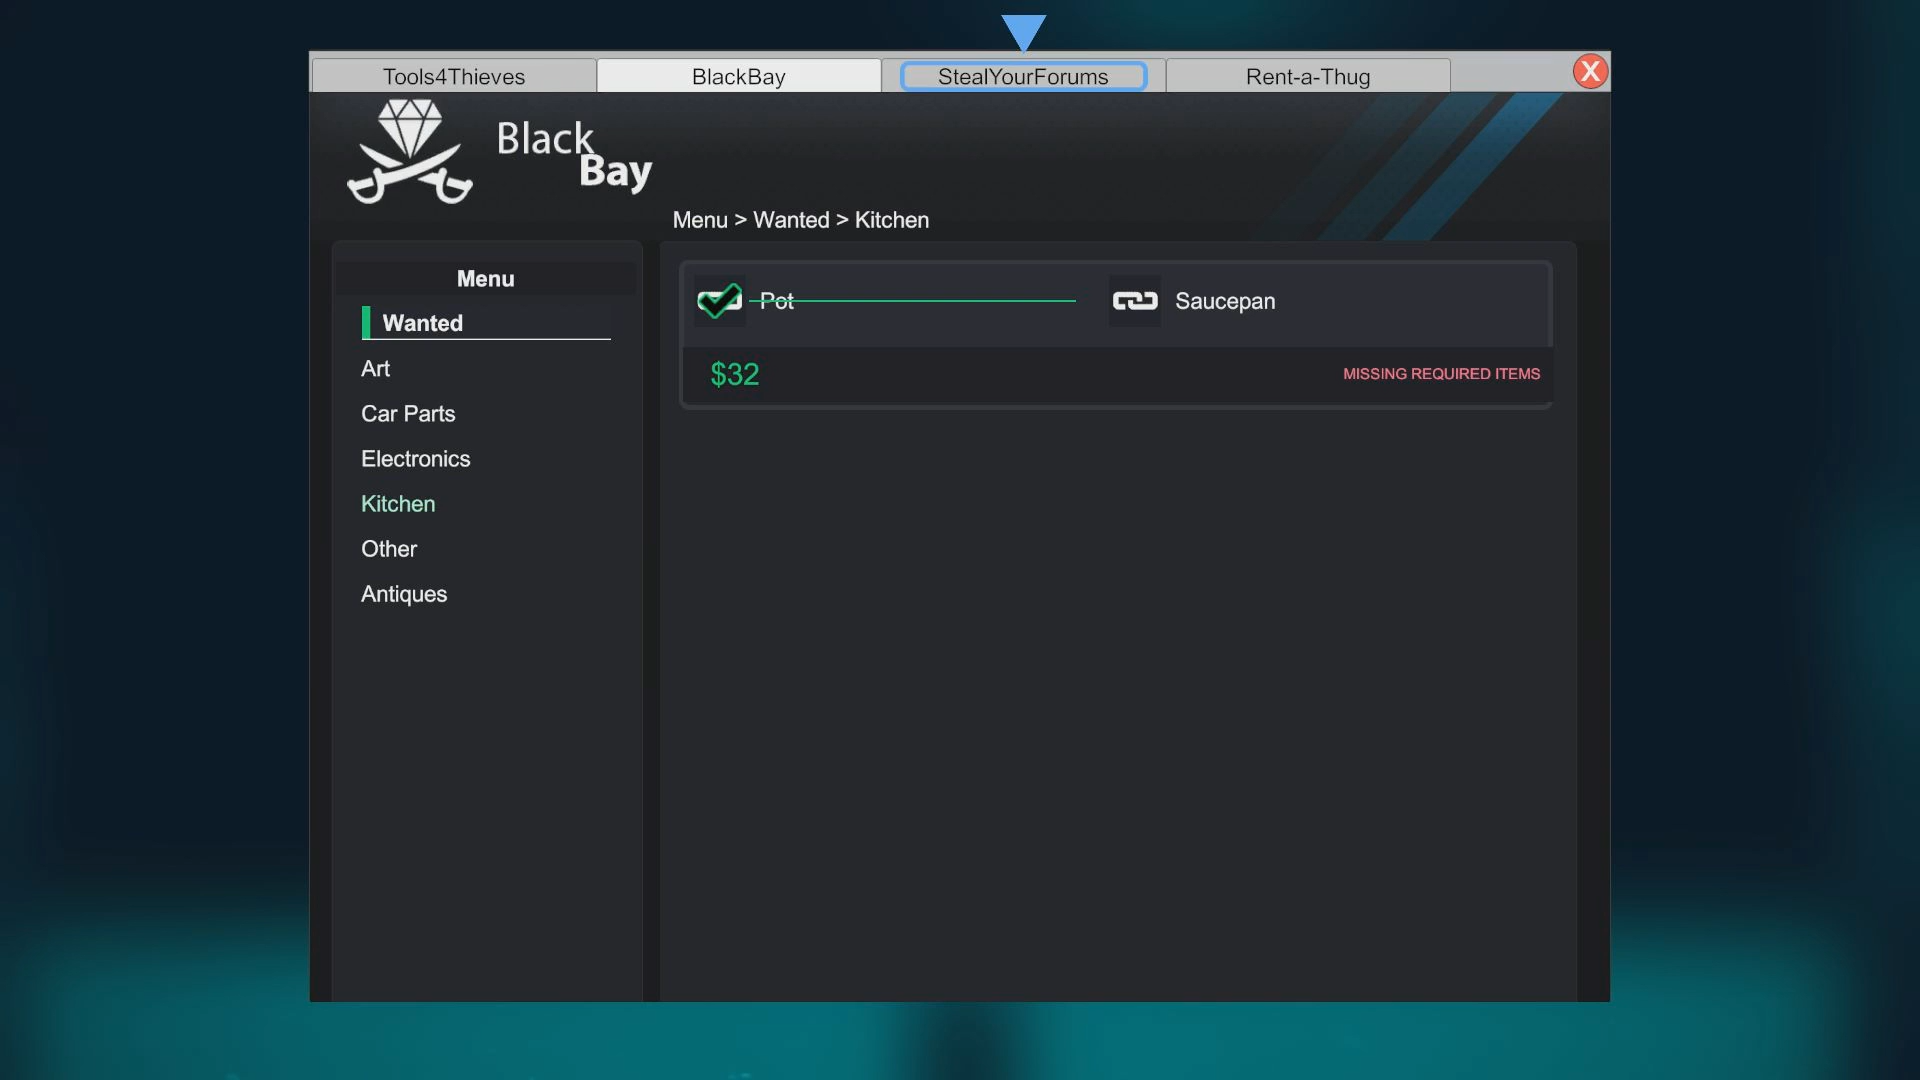 Tools4Thieves
BlackBay
StealYourForums
Rent-a-Thug
X
Black
Bay
Menu > Wanted > Kitchen
Menu
Wanted
Art
Car Parts
Electronics
Kitchen
Other
Antiques
Pot
Saucepan
$32
MISSING REQUIRED ITEMS